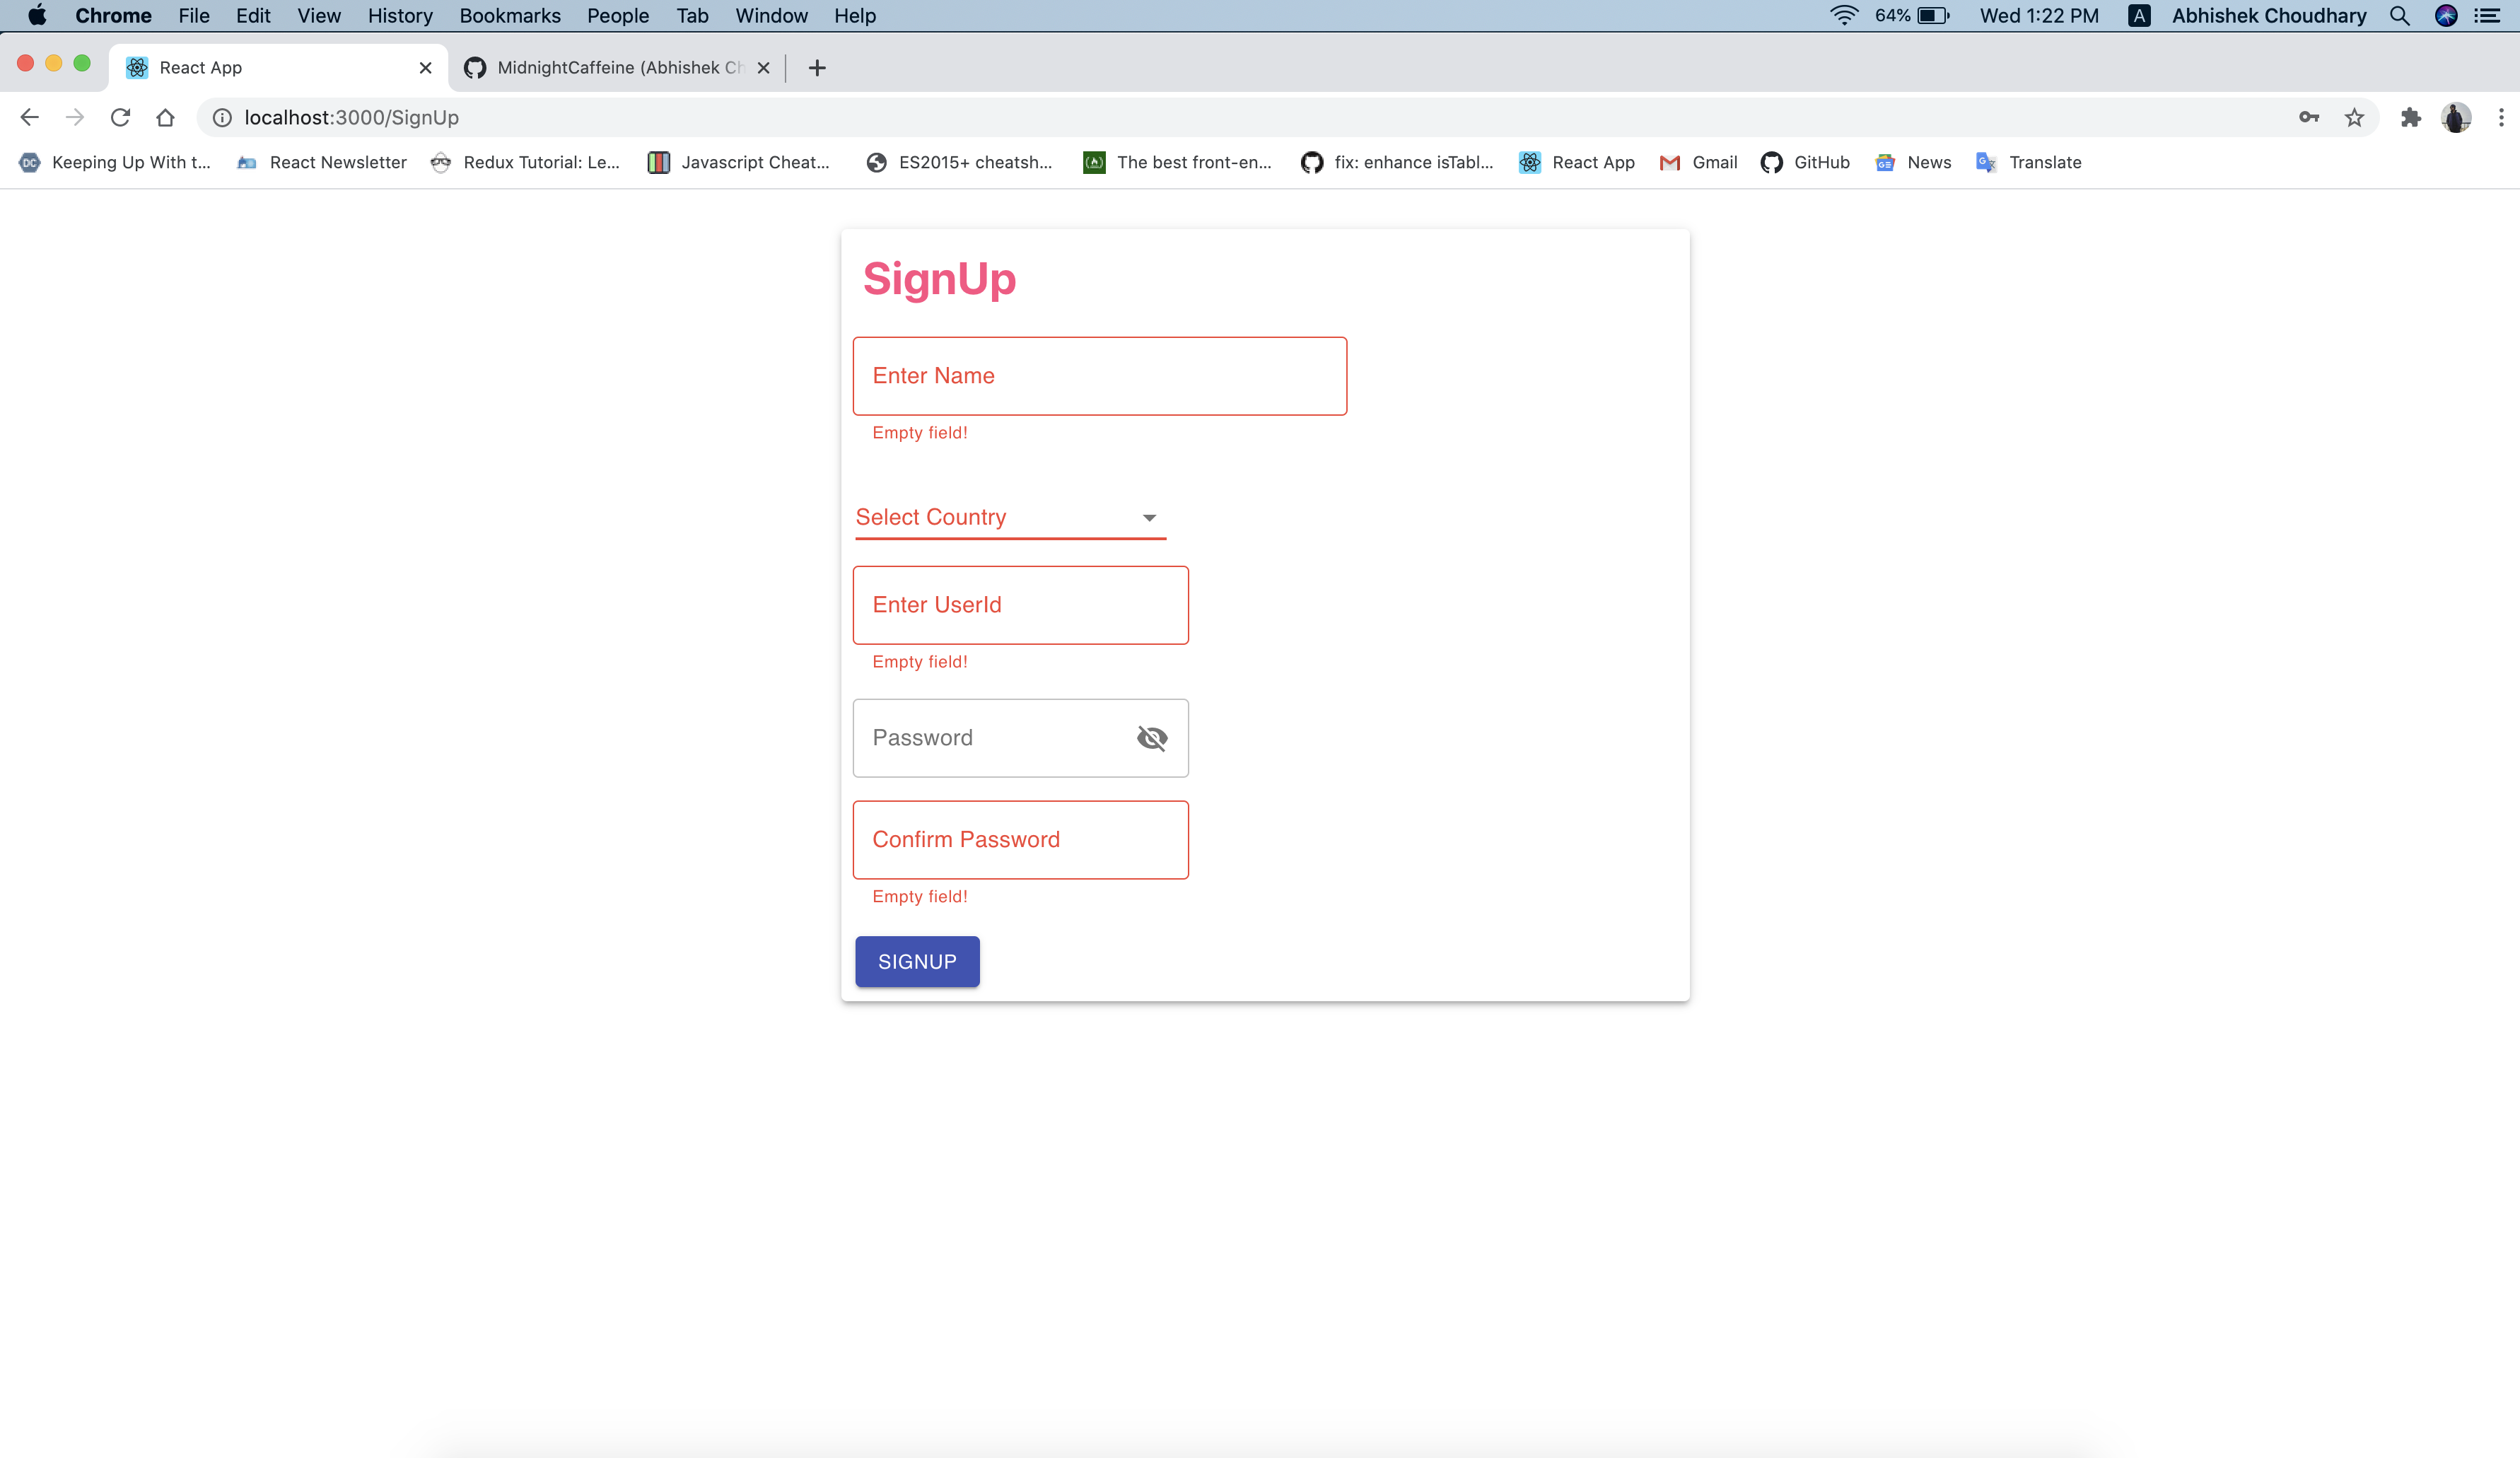 Chrome File Edit View History Bookmarks People Tab Window Help 64% Wed 1:22 PM A Abhishek Choudhary
React App MidnightCaffeine (Abhishek Ch
localhost:3000/SignUp
DC Keeping Up With t... React Newsletter Redux Tutorial: Le... Javascript Cheat... ES2015+ cheatsh... The best front-en... fix: enhance isTabl... React App Gmail GitHub News Translate
SignUp
Enter Name
Empty field!
Select Country
Enter UserId
Empty field!
Password
Confirm Password
Empty field!
SIGNUP